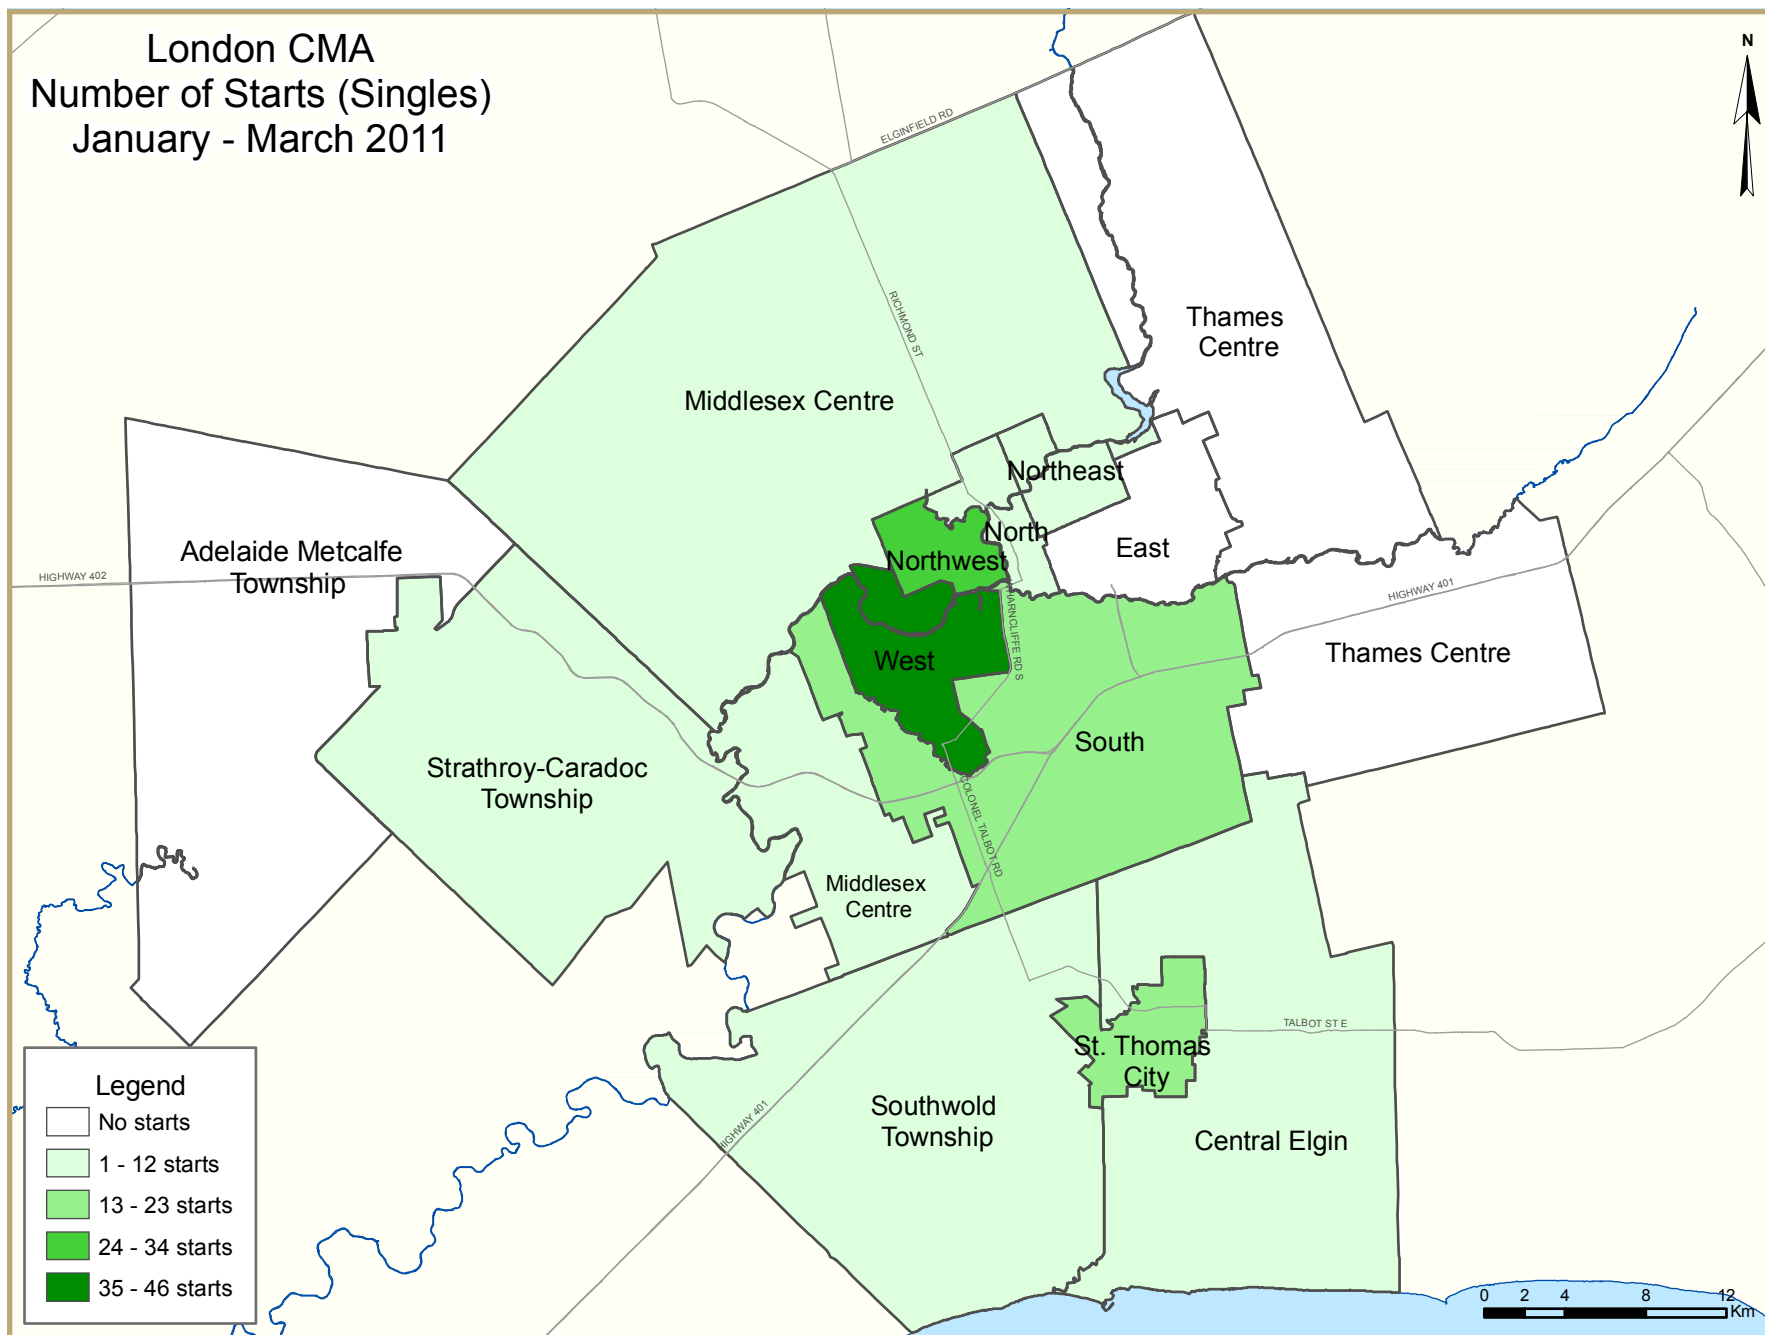 London CMA
Number of Starts (Singles)
January - March 2011
N
ELGINFIELD RD
RICHMOND ST
Thames
Centre
Middlesex Centre
Northeast
North
Northwest
East
Adelaide Metcalfe
Township
HIGHWAY 402
HIGHWAY 401
WHARNCLIFFE RD S
West
Thames Centre
South
Strathroy-Caradoc
Township
COLONEL TALBOT RD
Middlesex
Centre
St. Thomas
City
TALBOT ST E
Southwold
Township
HIGHWAY 401
Central Elgin
Legend
No starts
1 - 12 starts
13 - 23 starts
24 - 34 starts
35 - 46 starts
0 2 4 8 12
Km